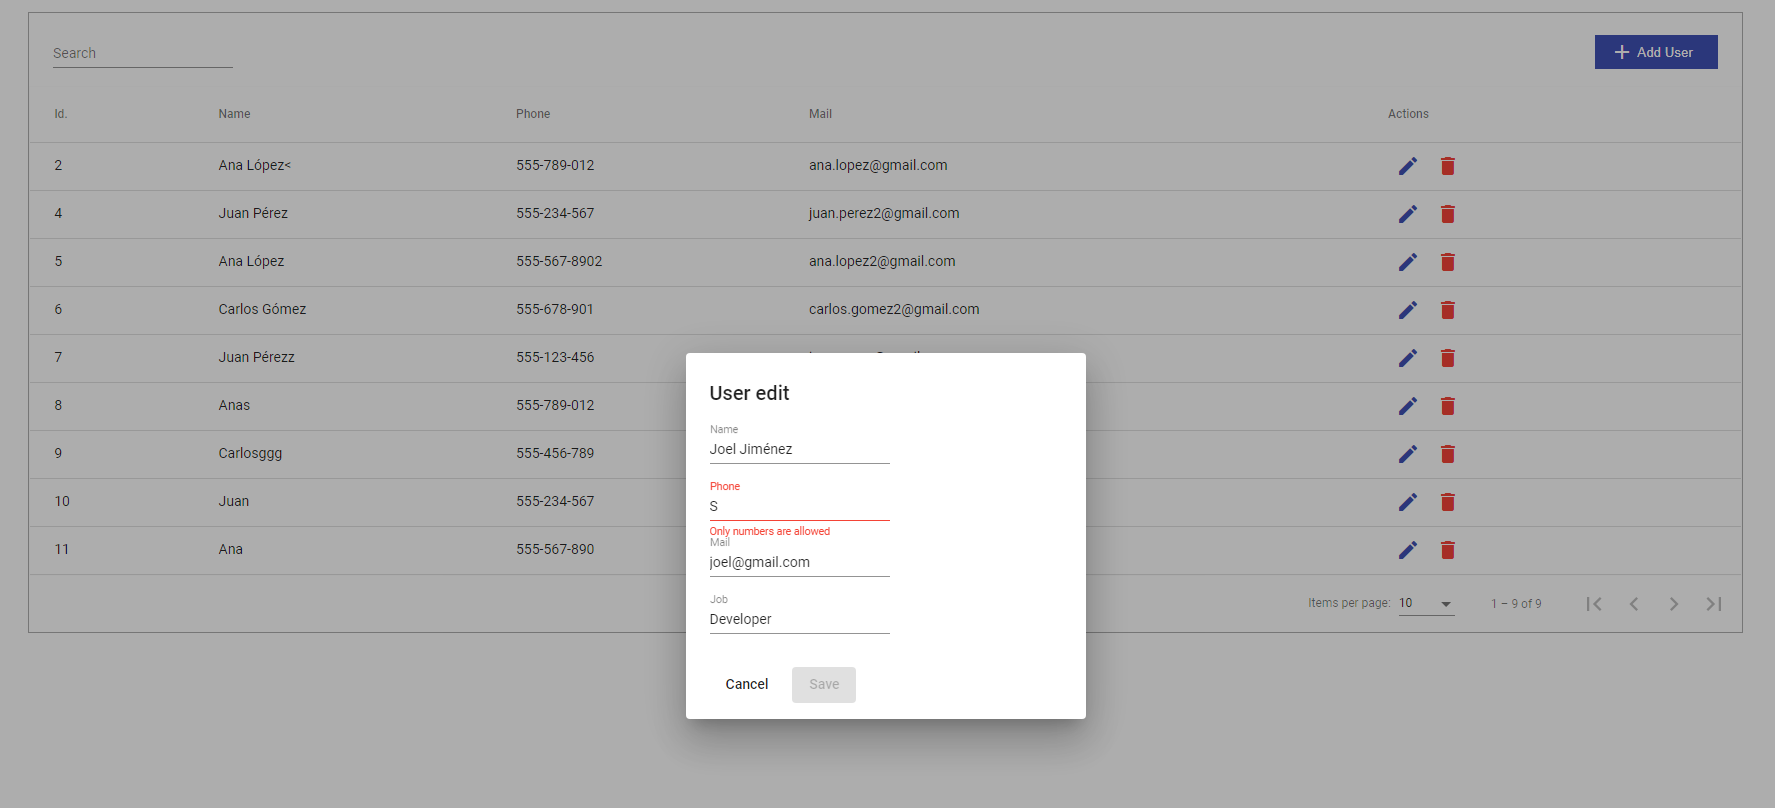 Search
Add User
Id. Name Phone Mail Actions
2 Ana López< 555-789-012 ana.lopez@gmail.com
4 Juan Pérez 555-234-567 juan.perez2@gmail.com
5 Ana López 555-567-8902 ana.lopez2@gmail.com
6 Carlos Gómez 555-678-901 carlos.gomez2@gmail.com
7 Juan Pérezz 555-123-456
8 Anas 555-789-012
9 Carlosggg 555-456-789
10 Juan 555-234-567
11 Ana 555-567-890
Items per page: 10 1 – 9 of 9
User edit
Name
Joel Jiménez
Phone
S
Only numbers are allowed
Mail
joel@gmail.com
Job
Developer
Cancel Save